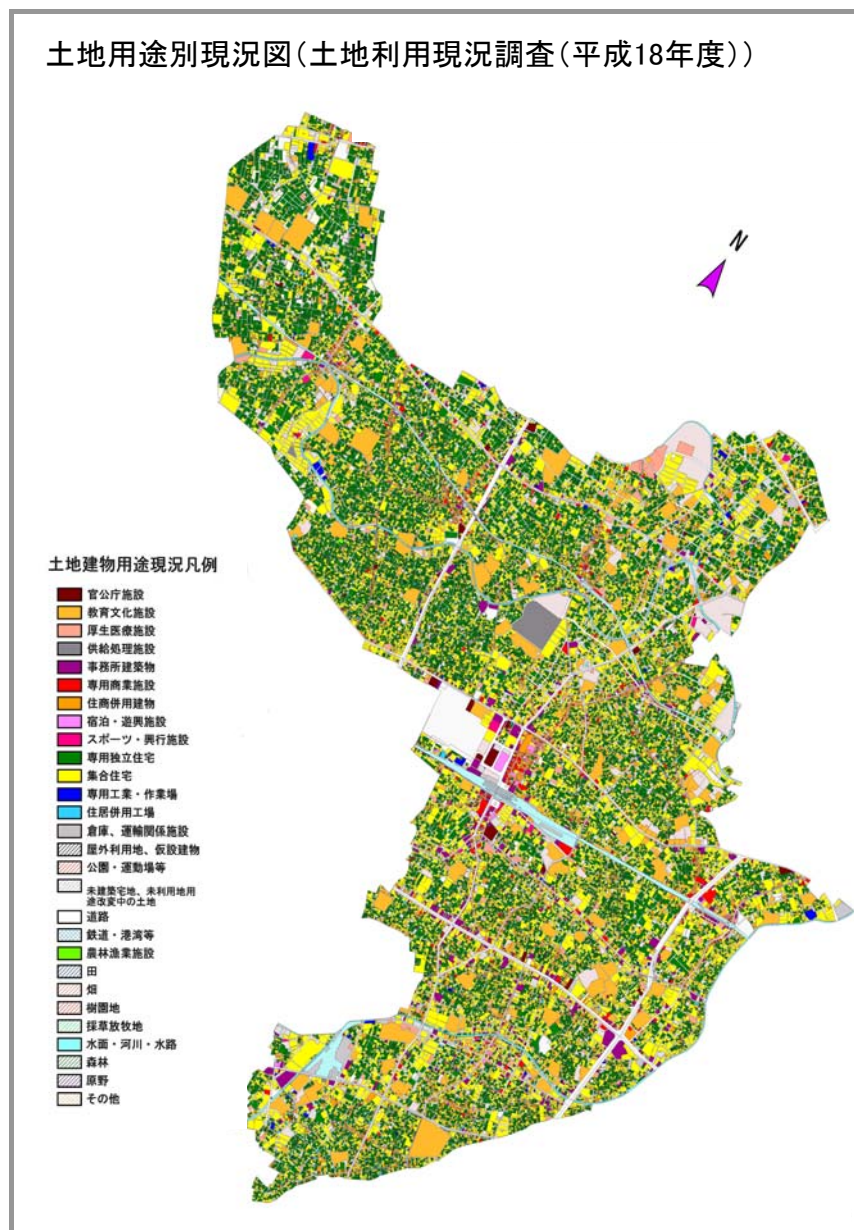 土地用途別現況図(土地利用現況調査(平成18年度))
N
土地建物用途現況凡例
官公庁施設
教育文化施設
厚生医療施設
供給処理施設
事務所建築物
専用商業施設
住商併用建物
宿泊・遊興施設
スポーツ・興行施設
専用独立住宅
集合住宅
専用工業・作業場
住居併用工場
倉庫、運輸関係施設
屋外利用地、仮設建物
公園・運動場等
未建築宅地、未利用地用
途改変中の土地
道路
鉄道・港湾等
農林漁業施設
田
畑
樹園地
採草放牧地
水面・河川・水路
森林
原野
その他